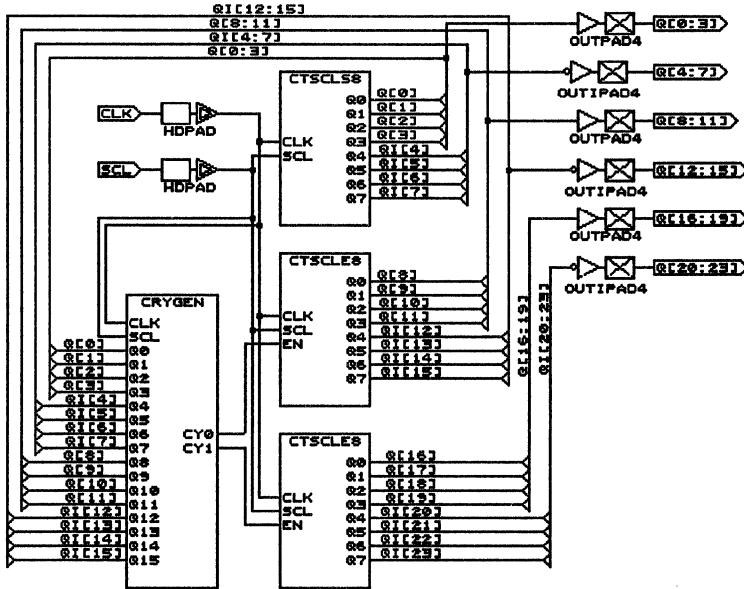 QI[12:15]
Q[8:11]
QI[4:7]
Q[0:3]
OUTPAD4
Q[0:3]
OUTIPAD4
Q[4:7]
OUTPAD4
Q[8:11]
OUTIPAD4
Q[12:15]
OUTPAD4
Q[16:19]
OUTIPAD4
Q[20:23]
CLK
HDPAD
SCL
HDPAD
CTSCLS8
CLK
SCL
Q0 Q[0]
Q1 Q[1]
Q2 Q[2]
Q3 Q[3]
Q4 QI[4]
Q5 QI[5]
Q6 QI[6]
Q7 QI[7]
CTSCLE8
CLK
SCL
EN
Q0 Q[8]
Q1 Q[9]
Q2 Q[10]
Q3 Q[11]
Q4 QI[12]
Q5 QI[13]
Q6 QI[14]
Q7 QI[15]
Q[16:19]
QI[20:23]
CRYGEN
CLK
SCL
Q[0] Q0
Q[1] Q1
Q[2] Q2
Q[3] Q3
QI[4] Q4
QI[5] Q5
QI[6] Q6
QI[7] Q7
Q[8] Q8
Q[9] Q9
Q[10] Q10
Q[11] Q11
QI[12] Q12
QI[13] Q13
QI[14] Q14
QI[15] Q15
CY0
CY1
CTSCLE8
CLK
SCL
EN
Q0 Q[16]
Q1 Q[17]
Q2 Q[18]
Q3 Q[19]
Q4 QI[20]
Q5 QI[21]
Q6 QI[22]
Q7 QI[23]